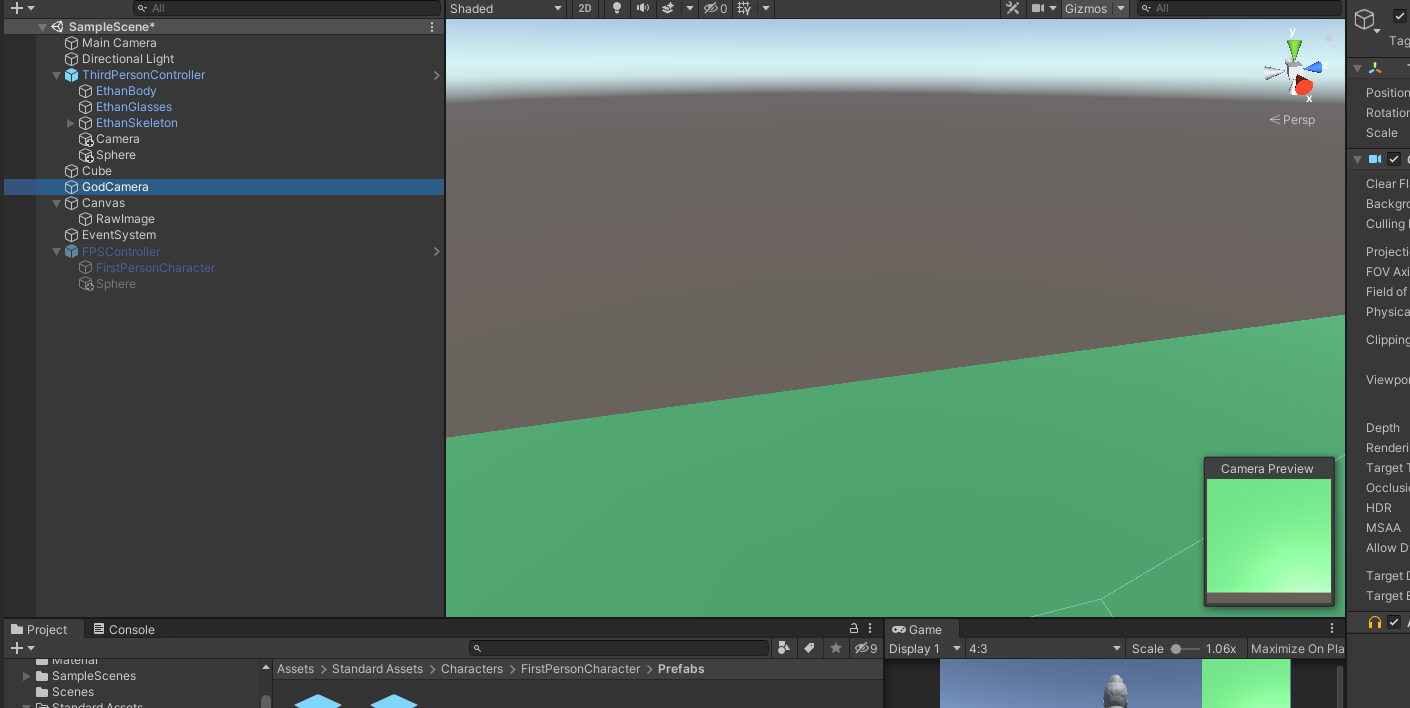 All
SampleScene*
Main Camera
Directional Light
ThirdPersonController
EthanBody
EthanGlasses
EthanSkeleton
Camera
Sphere
Cube
GodCamera
Canvas
RawImage
EventSystem
FPSController
FirstPersonCharacter
Sphere
Shaded 2D 0 Gizmos All
y
x
Persp
Camera Preview
Tag
Position
Rotation
Scale
Clear Fl
Backgro
Culling
Projecti
FOV Axi
Field of
Physica
Clipping
Viewpor
Depth
Renderi
Target T
Occlusi
HDR
MSAA
Allow D
Target D
Target E
Project Console
9
Material
SampleScenes
Scenes
Standard Assets
Assets > Standard Assets > Characters > FirstPersonCharacter > Prefabs
Game
Display 1 4:3 Scale 1.06x Maximize On Pla